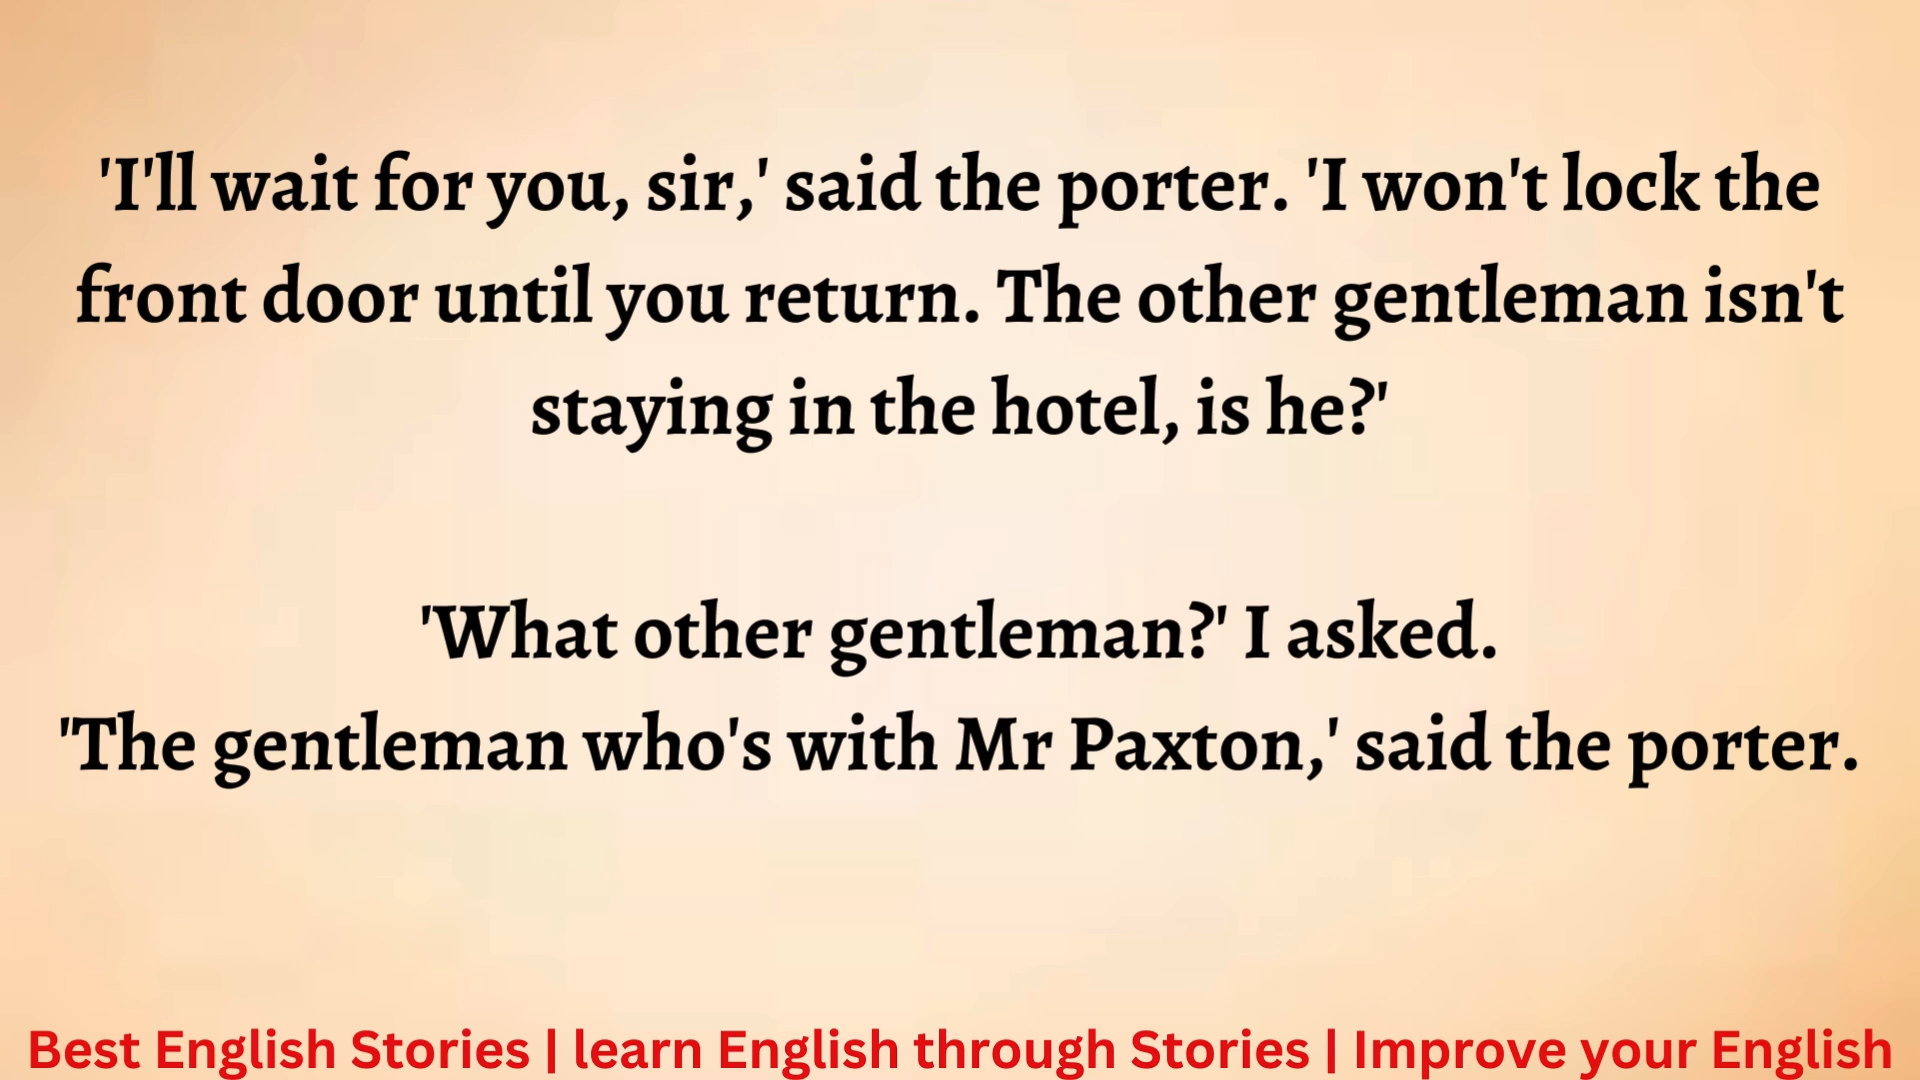 'I'll wait for you, sir,' said the porter. 'I won't lock the
front door until you return. The other gentleman isn't
staying in the hotel, is he?'
'What other gentleman?' I asked.
'The gentleman who's with Mr Paxton,' said the porter.
Best English Stories | learn English through Stories | Improve your English